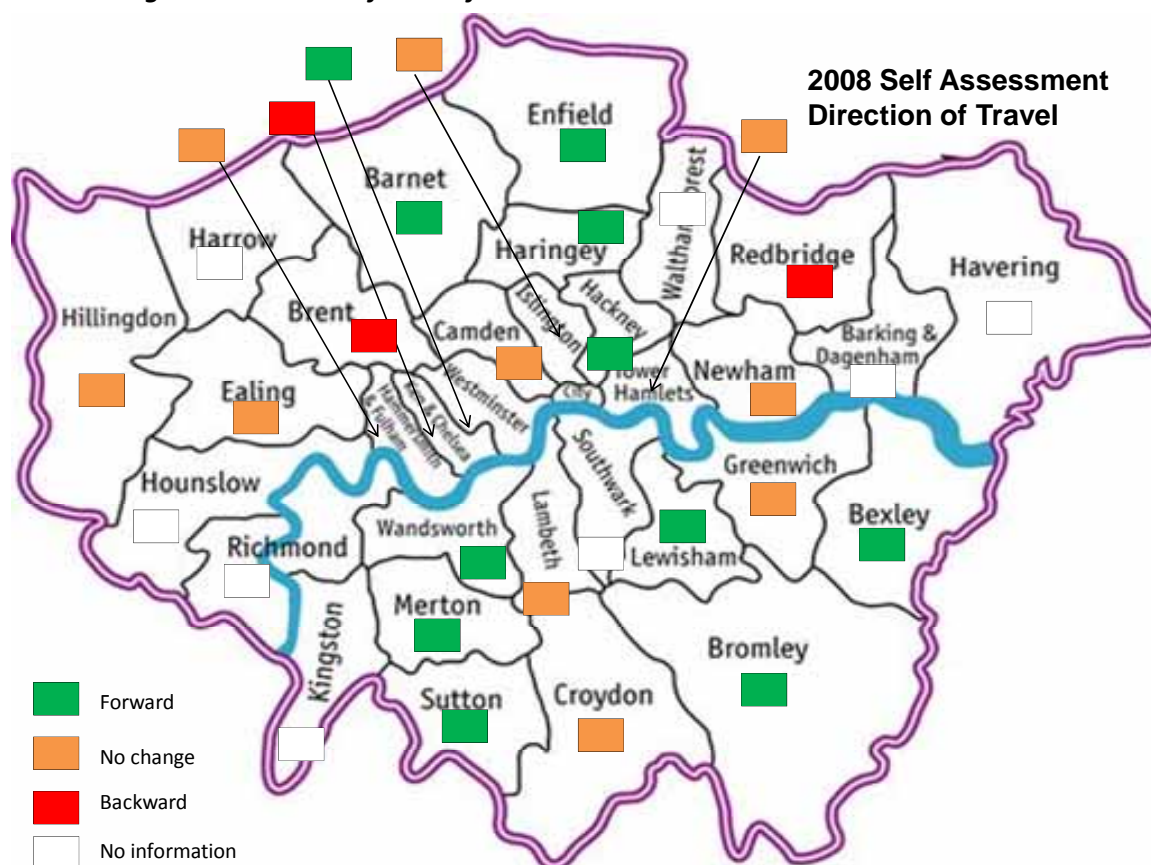 2008 Self Assessment
Direction of Travel
Enfield
Barnet
Harrow
Haringey
Redbridge
Havering
Hillingdon
Brent
Camden
Islington
Hackney
Barking &
Dagenham
Newham
Ealing
Westminster
Ken & Chelsea
Hammersmith
& Fulham
City
Hamlets
Hounslow
Southwark
Greenwich
Richmond
Wandsworth
Lambeth
Lewisham
Bexley
Merton
Kingston
Bromley
Sutton
Croydon
Forward
No change
Backward
No information